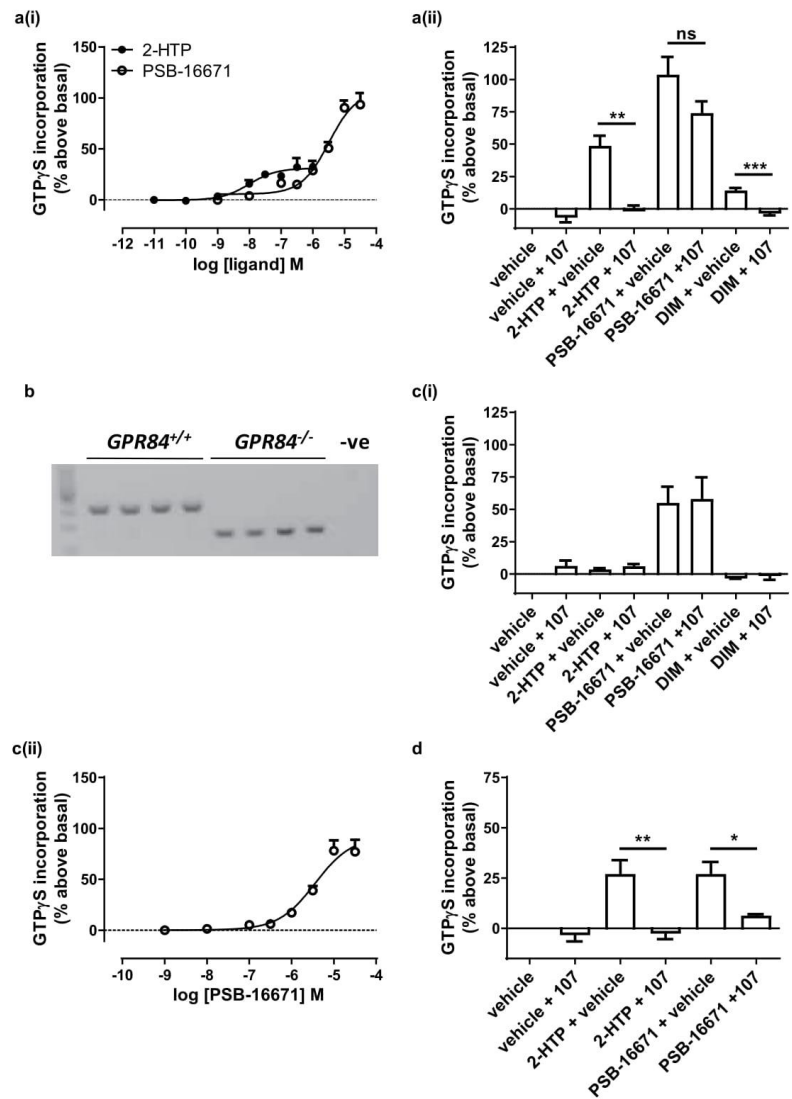 a(i)
GTPγS incorporation
(% above basal)
150
100
50
0
2-HTP
PSB-16671
-12 -11 -10 -9 -8 -7 -6 -5 -4
log [ligand] M
a(ii)
GTPγS incorporation
(% above basal)
125
100
75
50
25
0
**
ns
***
vehicle
vehicle + 107
2-HTP + vehicle
2-HTP + 107
PSB-16671 + vehicle
PSB-16671 +107
DIM + vehicle
DIM + 107
b
GPR84+/+ GPR84-/- -ve
c(i)
GTPγS incorporation
(% above basal)
125
100
75
50
25
0
vehicle
vehicle + 107
2-HTP + vehicle
2-HTP + 107
PSB-16671 + vehicle
PSB-16671 +107
DIM + vehicle
DIM + 107
c(ii)
GTPγS incorporation
(% above basal)
150
100
50
0
-10 -9 -8 -7 -6 -5 -4
log [PSB-16671] M
d
GTPγS incorporation
(% above basal)
75
50
25
0
**
*
vehicle
vehicle + 107
2-HTP + vehicle
2-HTP + 107
PSB-16671 + vehicle
PSB-16671 +107